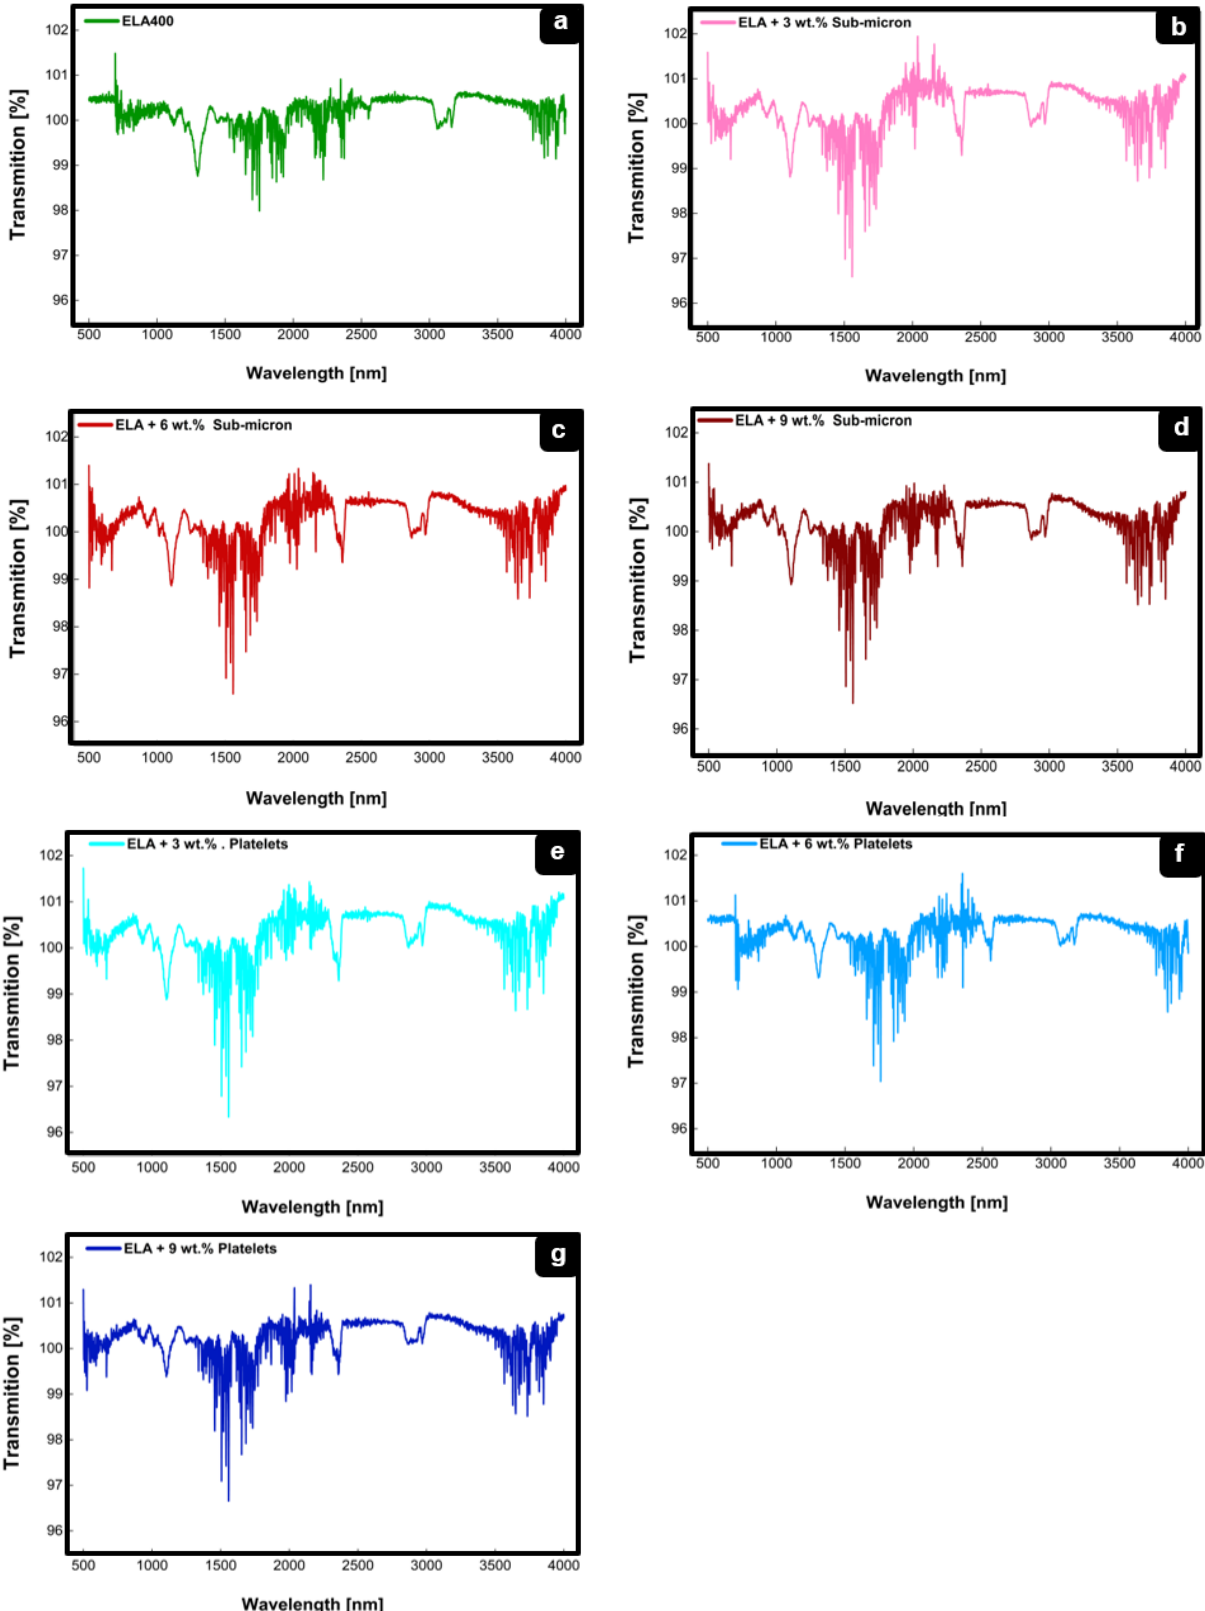 ELA400
a
Transmition [%]
102
101
100
99
98
97
96
500 1000 1500 2000 2500 3000 3500 4000
Wavelength [nm]
ELA + 3 wt.% Sub-micron
b
Transmition [%]
102
101
100
99
98
97
96
500 1000 1500 2000 2500 3000 3500 4000
Wavelength [nm]
ELA + 6 wt.% Sub-micron
c
Transmition [%]
102
101
100
99
98
97
96
500 1000 1500 2000 2500 3000 3500 4000
Wavelength [nm]
ELA + 9 wt.% Sub-micron
d
Transmition [%]
102
101
100
99
98
97
96
500 1000 1500 2000 2500 3000 3500 4000
Wavelength [nm]
ELA + 3 wt.% . Platelets
e
Transmition [%]
102
101
100
99
98
97
96
500 1000 1500 2000 2500 3000 3500 4000
Wavelength [nm]
ELA + 6 wt.% Platelets
f
Transmition [%]
102
101
100
99
98
97
96
500 1000 1500 2000 2500 3000 3500 4000
Wavelength [nm]
ELA + 9 wt.% Platelets
g
Transmition [%]
102
101
100
99
98
97
96
500 1000 1500 2000 2500 3000 3500 4000
Wavelength [nm]